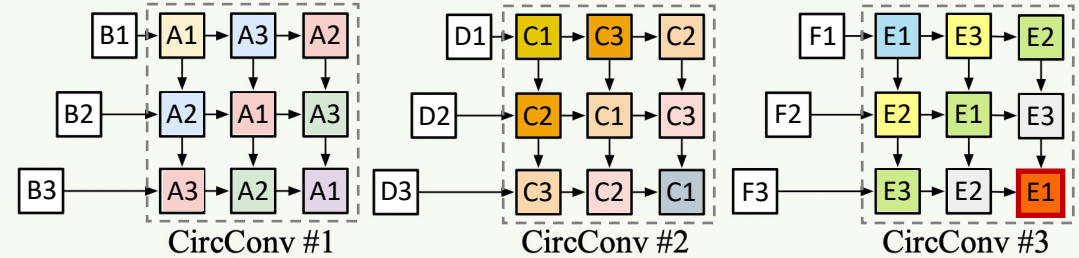 B1 A1 A3 A2 D1 C1 C3 C2 F1 E1 E3 E2
B2 A2 A1 A3 D2 C2 C1 C3 F2 E2 E1 E3
B3 A3 A2 A1 D3 C3 C2 C1 F3 E3 E2 E1
CircConv #1 CircConv #2 CircConv #3